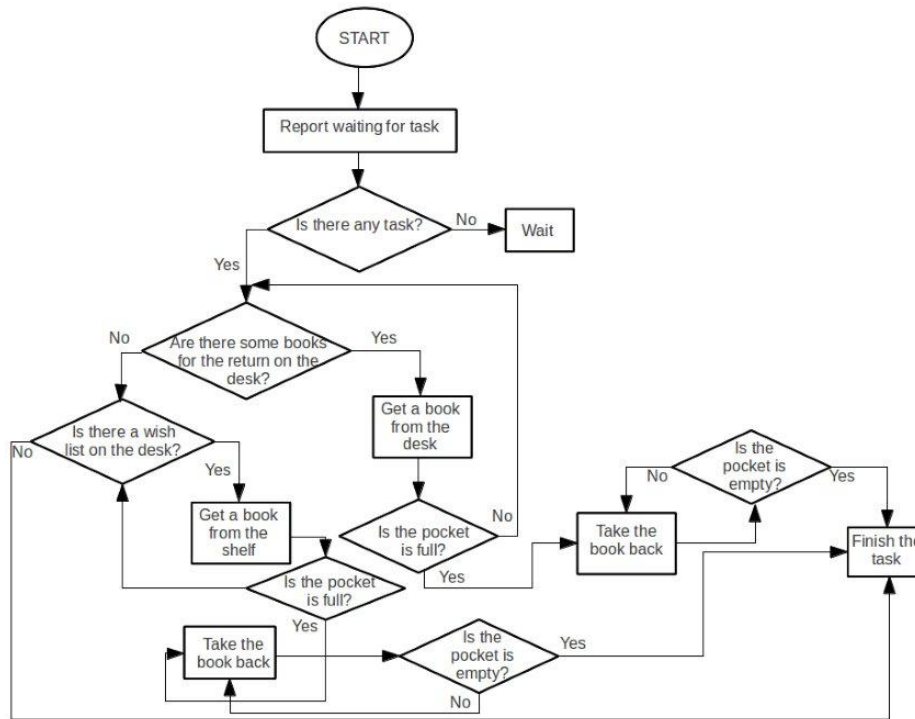 START
Report waiting for task
Is there any task?
No
Wait
Yes
No
Are there some books
for the return on the
desk?
Yes
Get a book
from the
desk
Is there a wish
list on the desk?
No
Yes
Get a book
from the
shelf
Is the pocket
is full?
No
Yes
Take the
book back
Is the
pocket is
empty?
No
Yes
Finish the
task
Is the pocket
is full?
Yes
Take the
book back
Is the
pocket is
empty?
Yes
No